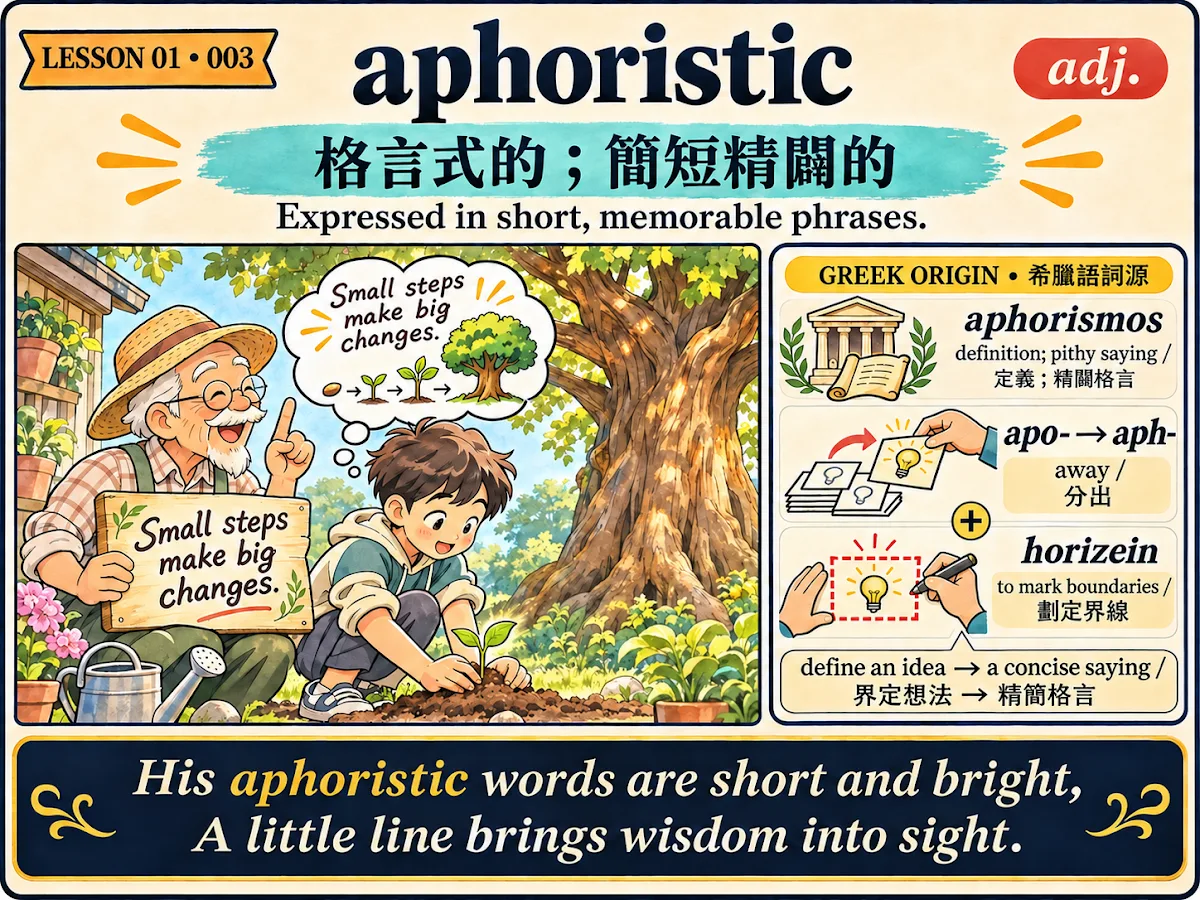 LESSON 01 • 003
aphoristic
adj.
格言式的；簡短精闢的
Expressed in short, memorable phrases.
Small steps
make big
changes.
Small steps
make big
changes.
GREEK ORIGIN • 希臘語詞源
aphorismos
definition; pithy saying /
定義；精闢格言
apo- → aph-
away /
分出
+
horizein
to mark boundaries /
劃定界線
define an idea → a concise saying /
界定想法 → 精簡格言
His aphoristic words are short and bright,
A little line brings wisdom into sight.